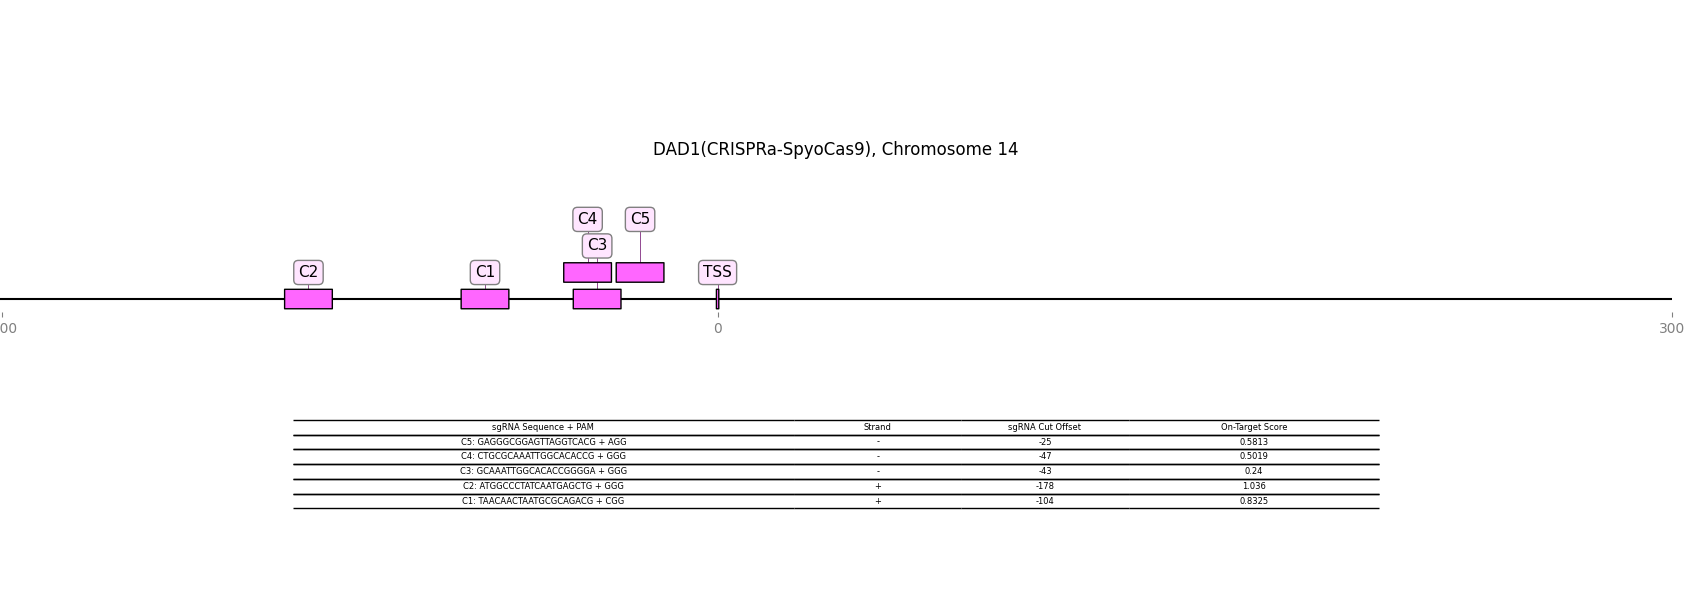 DAD1(CRISPRa-SpyoCas9), Chromosome 14
C4 C5
C3
C2 C1 TSS
00 0 300
sgRNA Sequence + PAM Strand sgRNA Cut Offset On-Target Score
C5: GAGGGCGGAGTTAGGTCACG + AGG - -25 0.5813
C4: CTGCGCAAATTGGCACACCG + GGG - -47 0.5019
C3: GCAAATTGGCACACCGGGGA + GGG - -43 0.24
C2: ATGGCCCTATCAATGAGCTG + GGG + -178 1.036
C1: TAACAACTAATGCGCAGACG + CGG + -104 0.8325